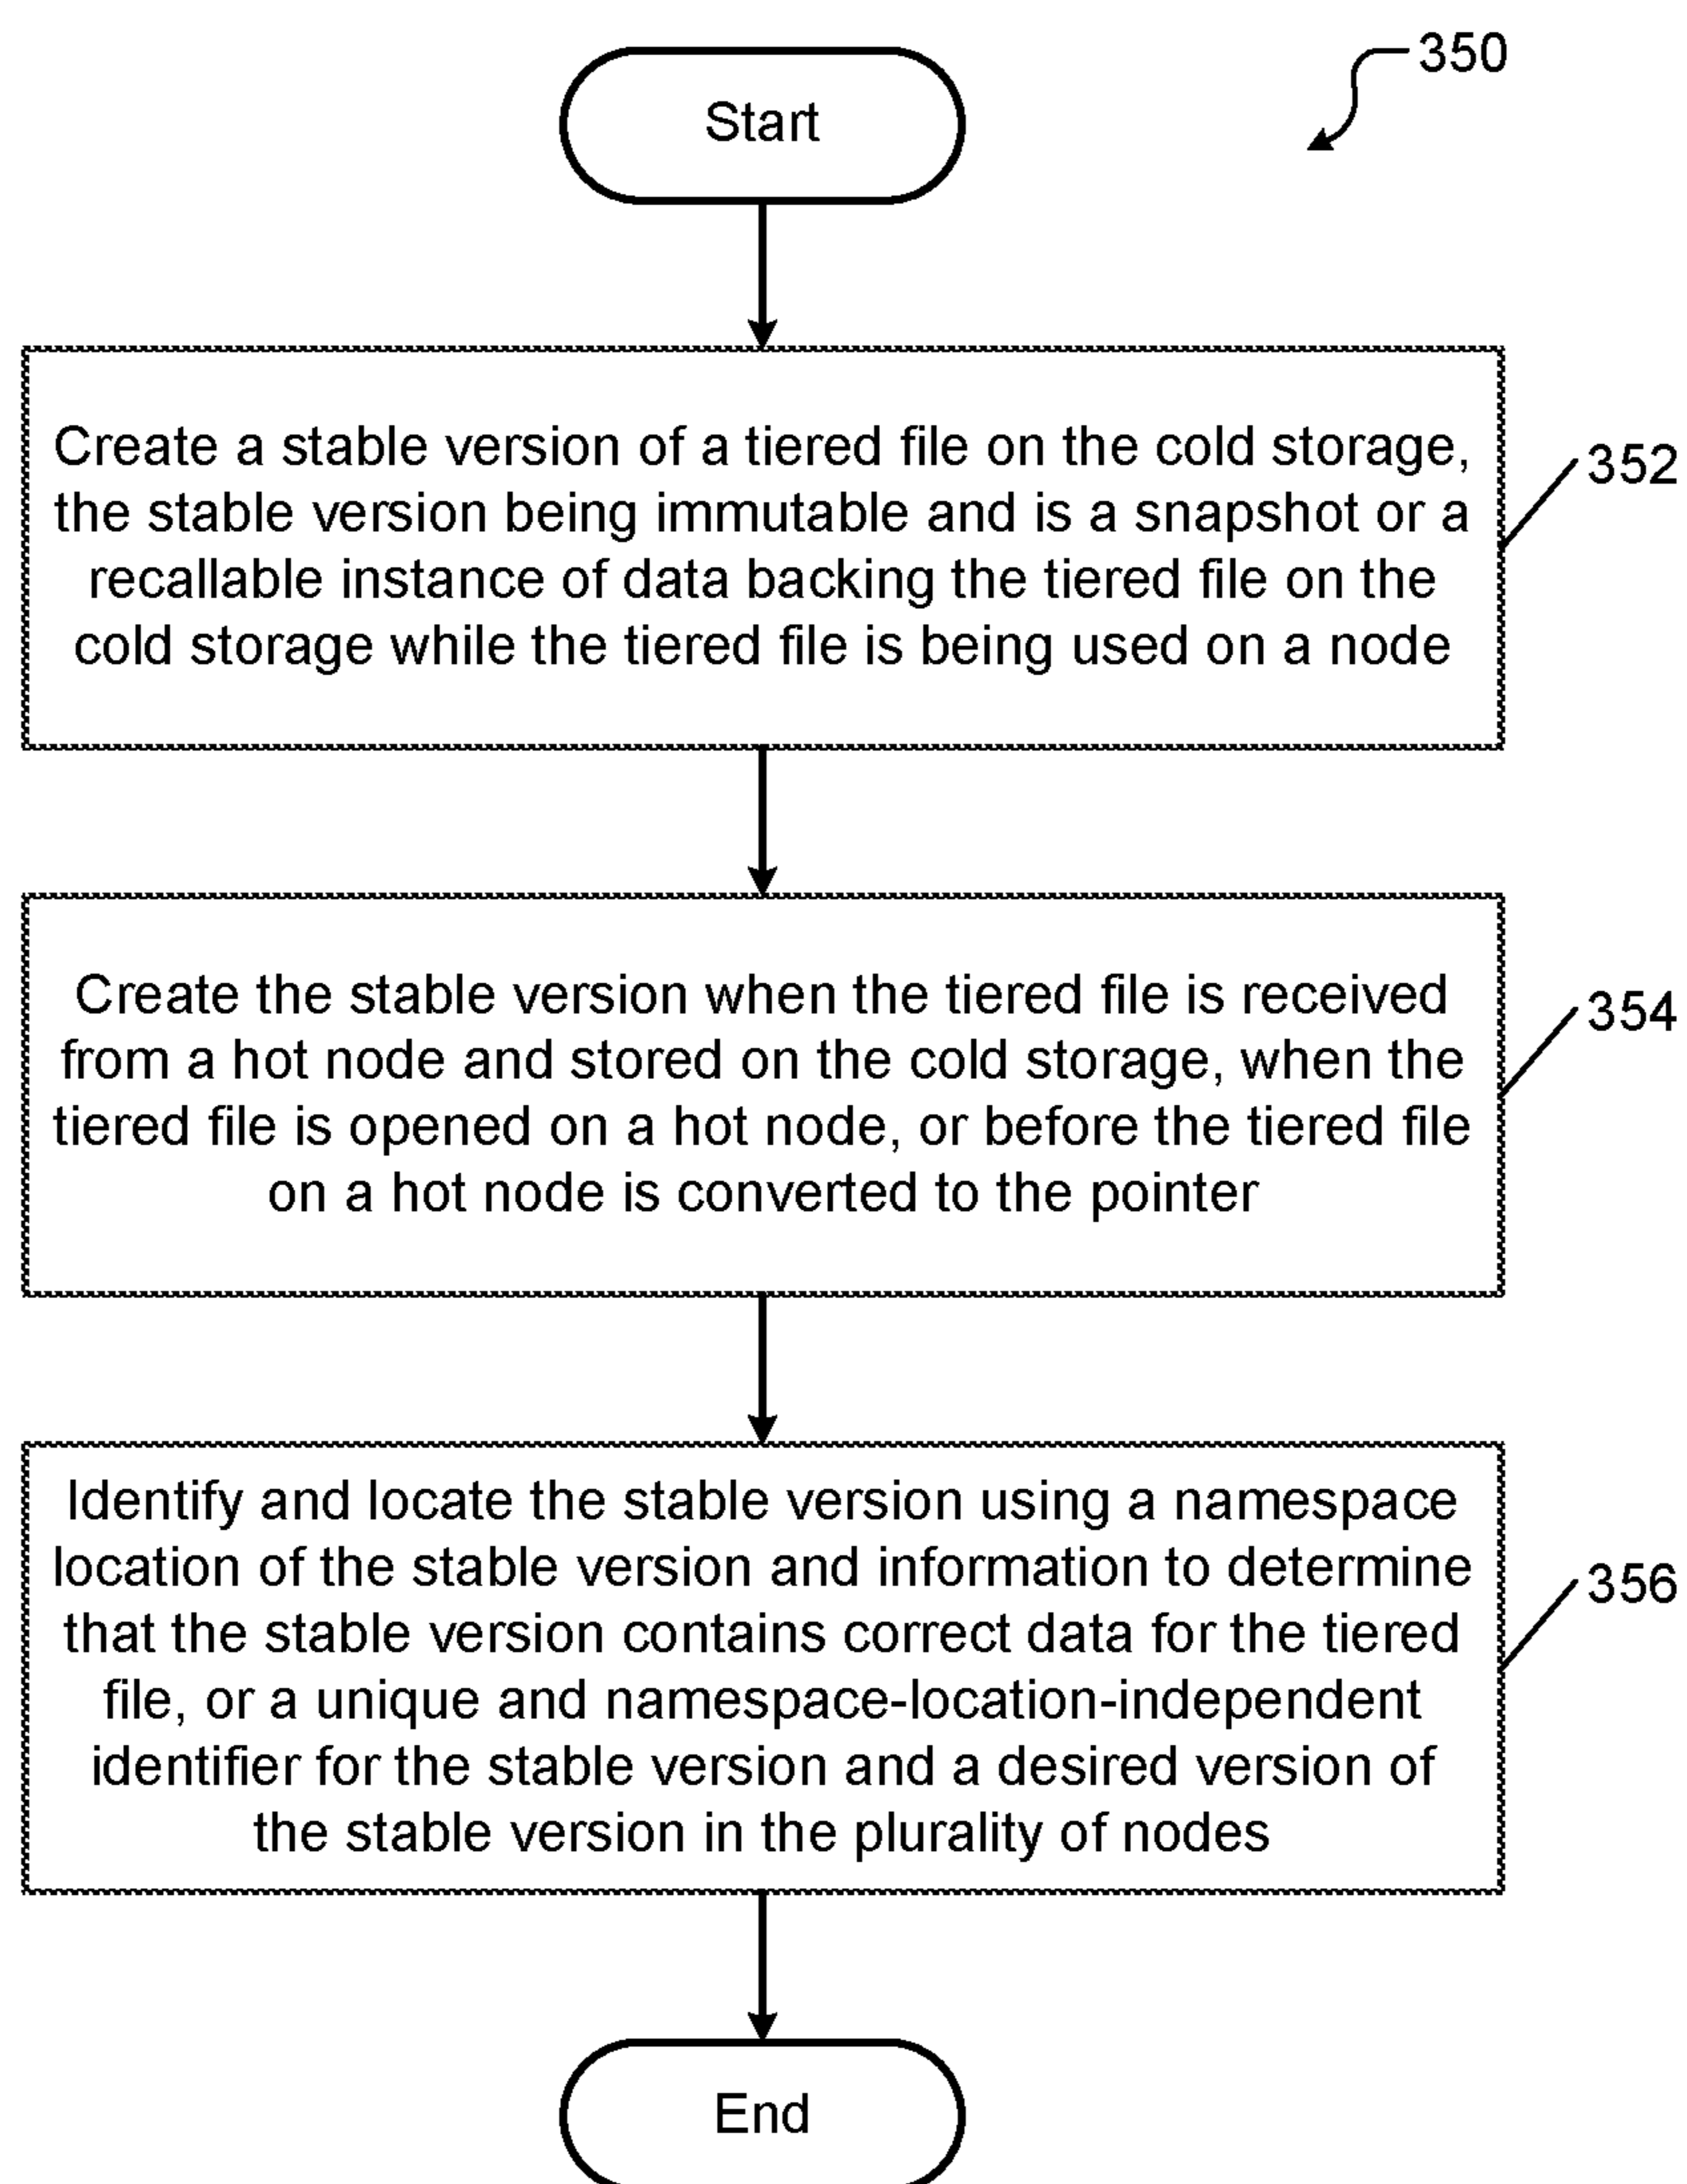 350
Start
Create a stable version of a tiered file on the cold storage,
the stable version being immutable and is a snapshot or a
recallable instance of data backing the tiered file on the
cold storage while the tiered file is being used on a node
352
Create the stable version when the tiered file is received
from a hot node and stored on the cold storage, when the
tiered file is opened on a hot node, or before the tiered file
on a hot node is converted to the pointer
354
Identify and locate the stable version using a namespace
location of the stable version and information to determine
that the stable version contains correct data for the tiered
file, or a unique and namespace-location-independent
identifier for the stable version and a desired version of
the stable version in the plurality of nodes
356
End